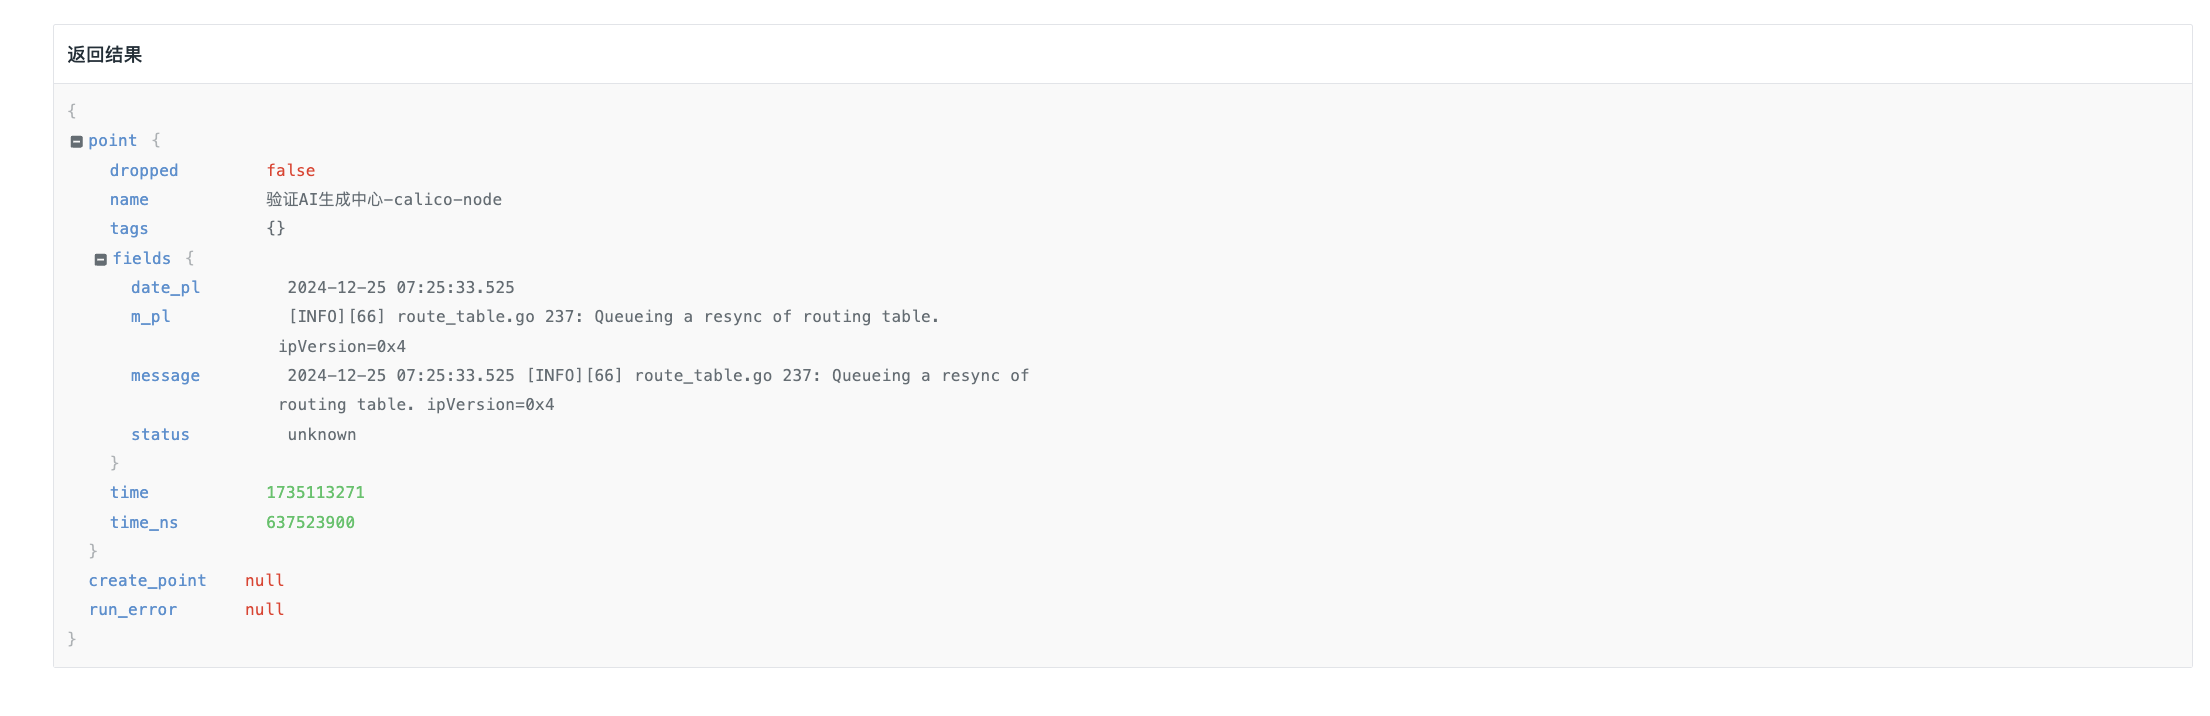 返回结果
{
point {
dropped false
name 验证AI生成中心-calico-node
tags {}
fields {
date_pl 2024-12-25 07:25:33.525
m_pl [INFO][66] route_table.go 237: Queueing a resync of routing table.
ipVersion=0x4
message 2024-12-25 07:25:33.525 [INFO][66] route_table.go 237: Queueing a resync of
routing table. ipVersion=0x4
status unknown
}
time 1735113271
time_ns 637523900
}
create_point null
run_error null
}